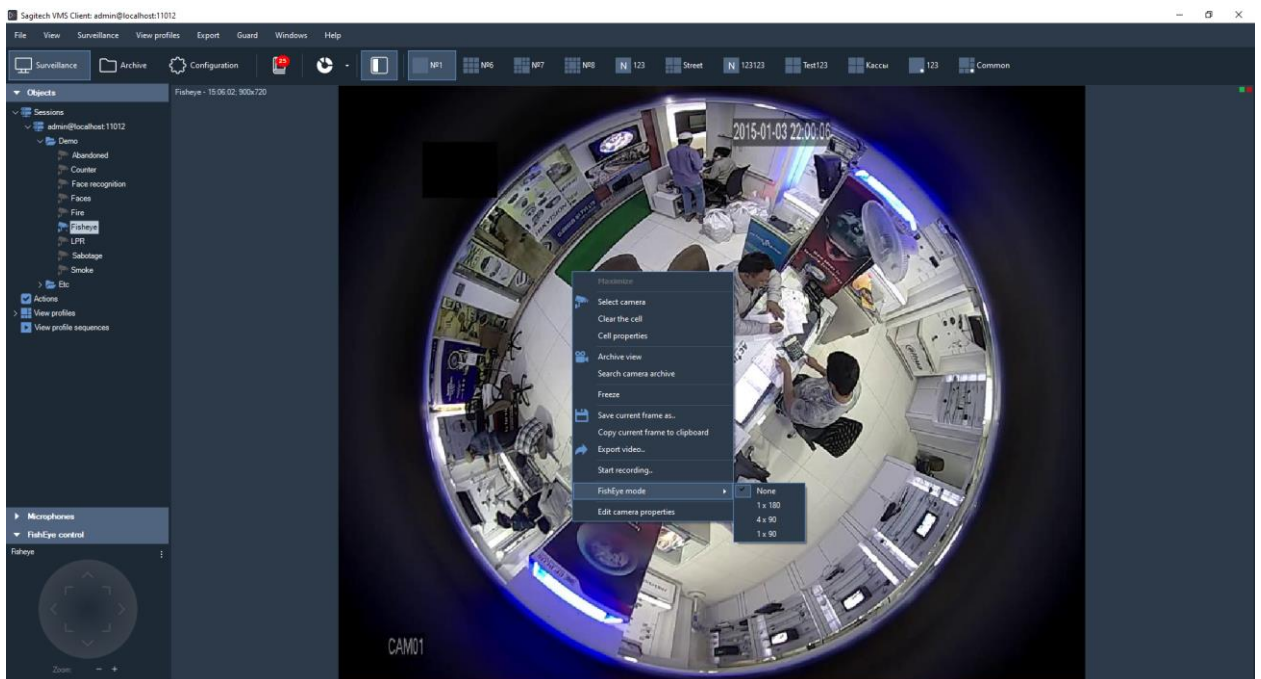 Sagitech VMS Client: admin@localhost:11012
File View Surveillance View profiles Export Guard Windows Help
Surveillance Archive Configuration 25 №1 №6 №7 №8 N 123 Street N 123123 Test123 Кассы 123 Common
Objects
Fisheye - 15:06:02; 900x720
Sessions
admin@localhost:11012
Demo
Abandoned
Counter
Face recognition
Faces
Fire
Fisheye
LPR
Sabotage
Smoke
Etc
Actions
View profiles
View profile sequences
2015-01-03 22:00:06
Maximize
Select camera
Clear the cell
Cell properties
Archive view
Search camera archive
Freeze
Save current frame as..
Copy current frame to clipboard
Export video..
Start recording..
FishEye mode
Edit camera properties
None
1 x 180
4 x 90
1 x 90
Microphones
FishEye control
Fisheye
Zoom: - +
CAM01